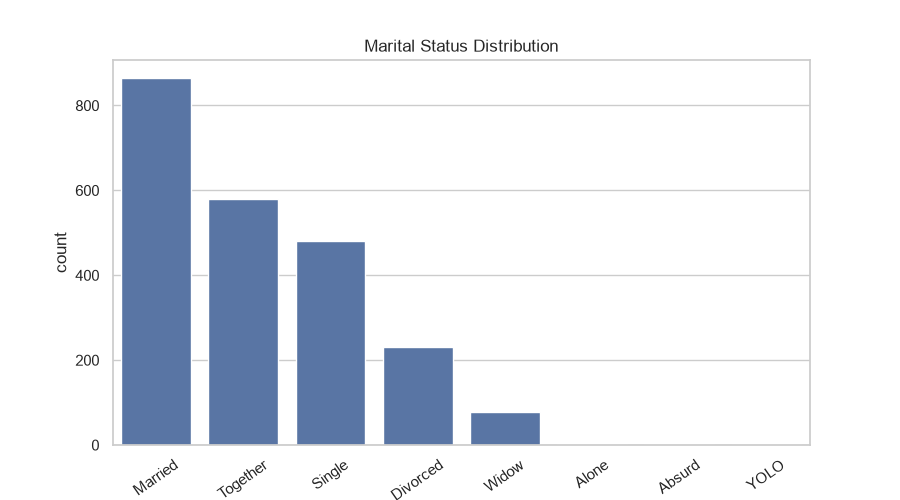 Marital Status Distribution
count
800
600
400
200
0
Married
Together
Single
Divorced
Widow
Alone
Absurd
YOLO